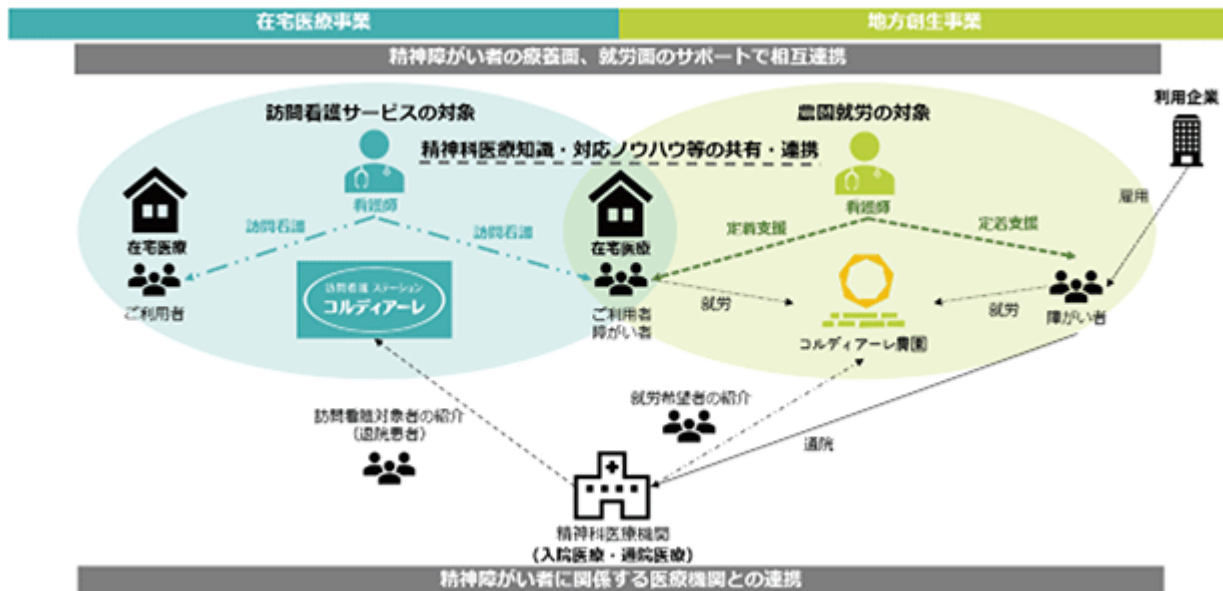 在宅医療事業
地方創生事業
精神障がい者の療養面、就労面のサポートで相互連携
訪問看護サービスの対象
農園就労の対象
利用企業
精神科医療知識・対応ノウハウ等の共有・連携
看護師
看護師
雇用
訪問看護
訪問看護
定着支援
定着支援
在宅医療
在宅医療
訪問看護 ステーション
コルディアーレ
ご利用者
ご利用者
障がい者
就労
就労
障がい者
コルディアーレ農園
訪問看護対象者の紹介
(退院患者)
就労希望者の紹介
通院
精神科医療機関
(入院医療・通院医療)
精神障がい者に関係する医療機関との連携